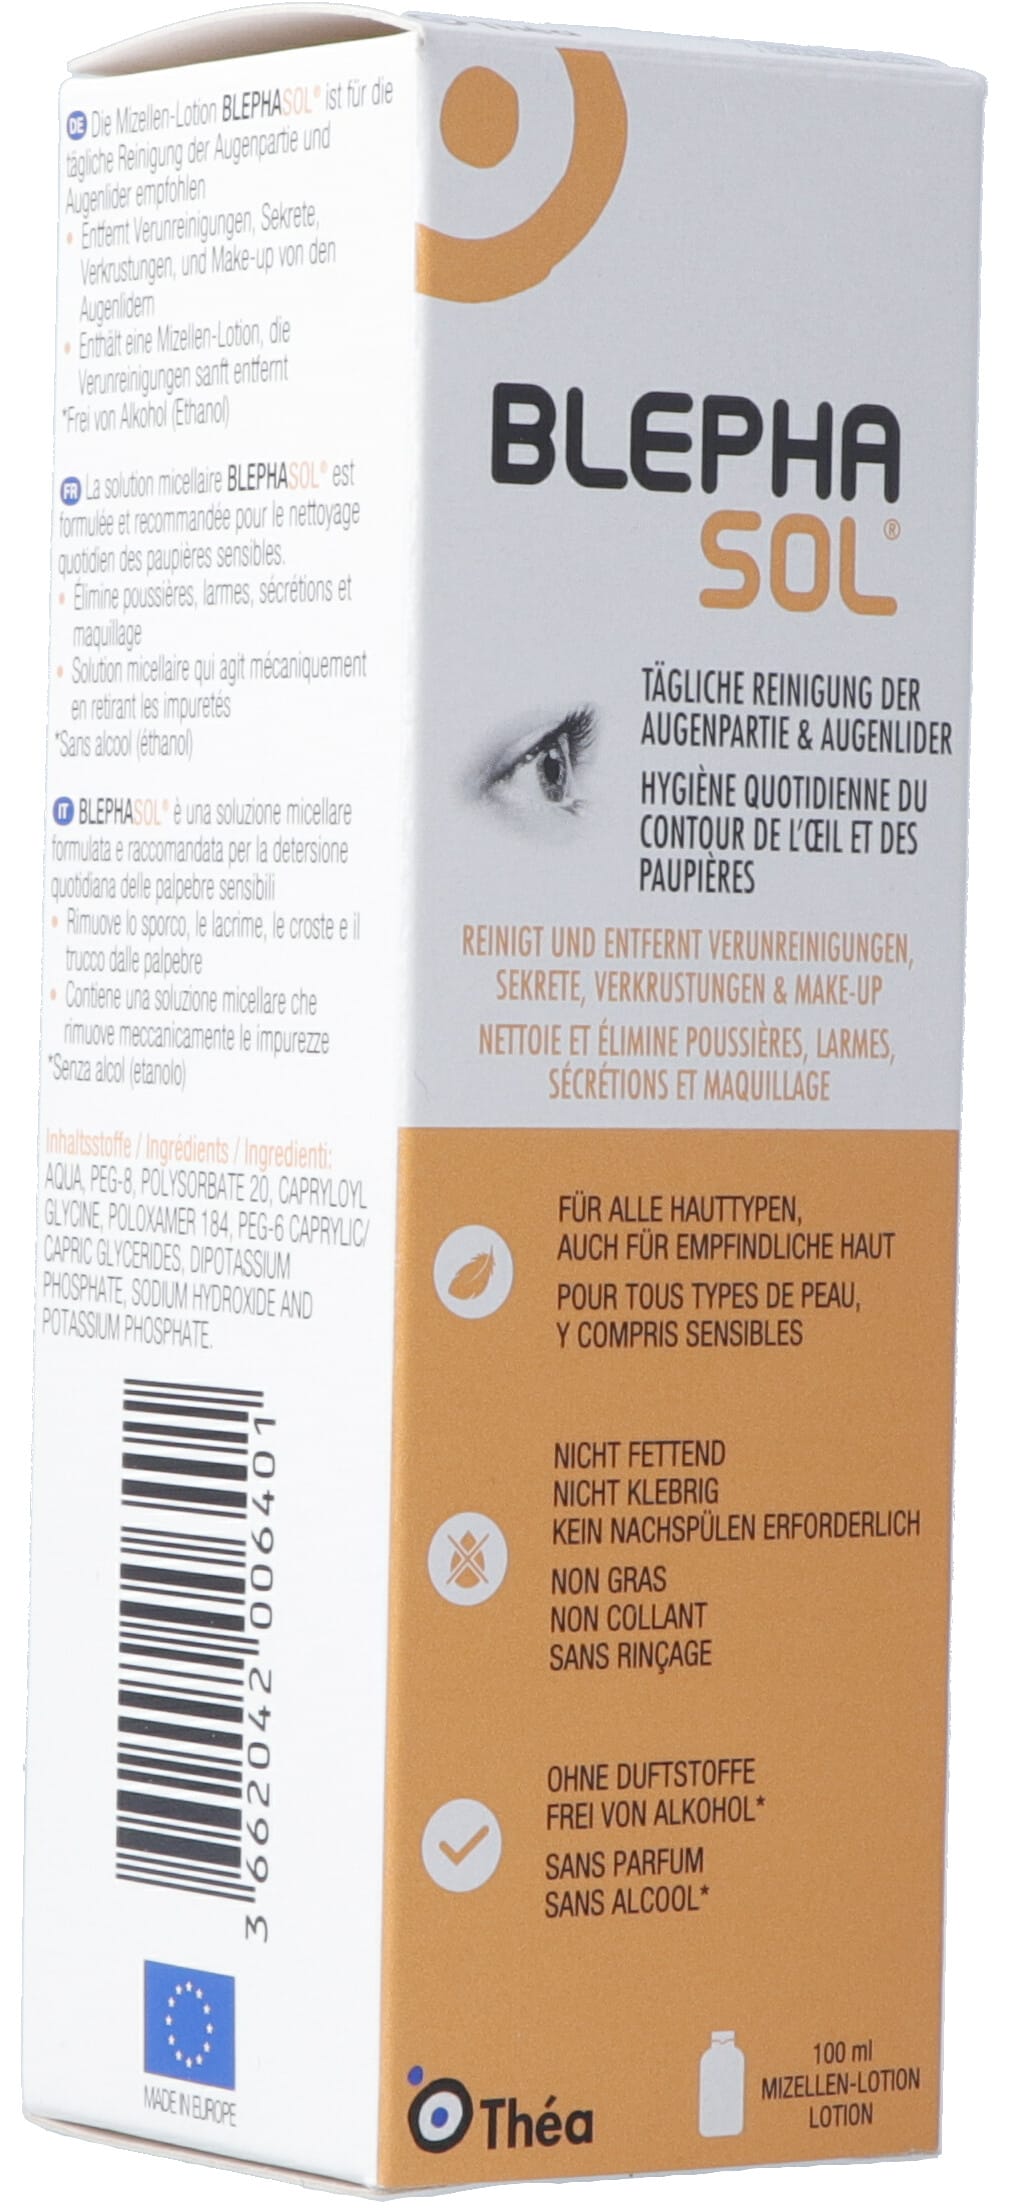 DE Die Mizellen-Lotion BLEPHASOL® ist für die
tägliche Reinigung der Augenpartie und
Augenlider empfohlen
• Entfernt Verunreinigungen, Sekrete,
Verkrustungen, und Make-up von den
Augenlidern
• Enthält eine Mizellen-Lotion, die
Verunreinigungen sanft entfernt
*Frei von Alkohol (Ethanol)
FR La solution micellaire BLEPHASOL® est
formulée et recommandée pour le nettoyage
quotidien des paupières sensibles.
• Élimine poussières, larmes, sécrétions et
maquillage
• Solution micellaire qui agit mécaniquement
en retirant les impuretés
*Sans alcool (éthanol)
IT BLEPHASOL® è una soluzione micellare
formulata e raccomandata per la detersione
quotidiana delle palpebre sensibili
• Rimuove lo sporco, le lacrime, le croste e il
trucco dalle palpebre
• Contiene una soluzione micellare che
rimuove meccanicamente le impurezze
*Senza alcol (etanolo)
Inhaltsstoffe / Ingrédients / Ingredienti:
AQUA, PEG-8, POLYSORBATE 20, CAPRYLOYL
GLYCINE, POLOXAMER 184, PEG-6 CAPRYLIC/
CAPRIC GLYCERIDES, DIPOTASSIUM
PHOSPHATE, SODIUM HYDROXIDE AND
POTASSIUM PHOSPHATE.
3 662042 006401
MADE IN EUROPE
BLEPHA
SOL®
TÄGLICHE REINIGUNG DER
AUGENPARTIE & AUGENLIDER
HYGIÈNE QUOTIDIENNE DU
CONTOUR DE L'ŒIL ET DES
PAUPIÈRES
REINIGT UND ENTFERNT VERUNREINIGUNGEN,
SEKRETE, VERKRUSTUNGEN & MAKE-UP
NETTOIE ET ÉLIMINE POUSSIÈRES, LARMES,
SÉCRÉTIONS ET MAQUILLAGE
FÜR ALLE HAUTTYPEN,
AUCH FÜR EMPFINDLICHE HAUT
POUR TOUS TYPES DE PEAU,
Y COMPRIS SENSIBLES
NICHT FETTEND
NICHT KLEBRIG
KEIN NACHSPÜLEN ERFORDERLICH
NON GRAS
NON COLLANT
SANS RINÇAGE
OHNE DUFTSTOFFE
FREI VON ALKOHOL*
SANS PARFUM
SANS ALCOOL*
Théa
100 ml
MIZELLEN-LOTION
LOTION